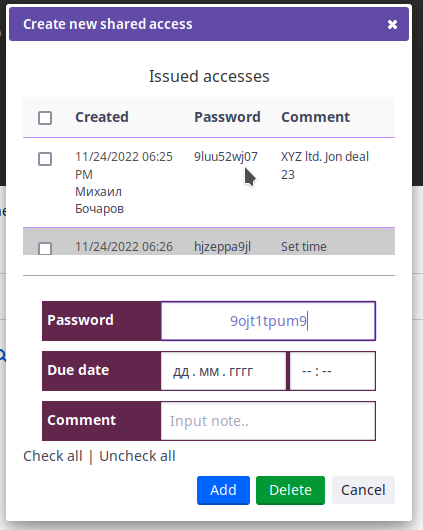 Create new shared access ✖
Issued accesses
Created Password Comment
11/24/2022 06:25 9luu52wj07 XYZ ltd. Jon deal
PM 23
Михаил
Бочаров
11/24/2022 06:26 hjzeppa9jl Set time
Password 9ojt1tpum9
Due date дд . мм . гггг -- : --
Comment Input note..
Check all | Uncheck all
Add Delete Cancel